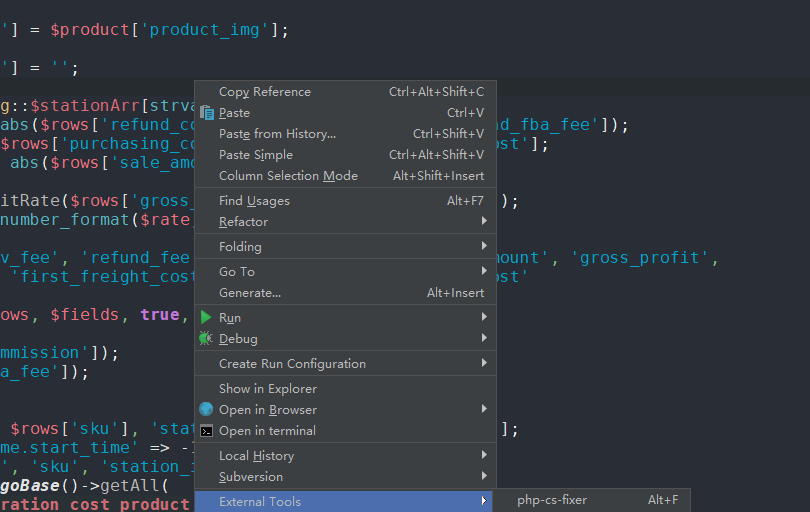 '] = $product['product_img'];
'] = '';
g::$stationArr[strva
abs($rows['refund_co
d_fba_fee']);
$rows['purchasing_co
ost'];
abs($rows['sale_amo
itRate($rows['gross_
);
number_format($rate,
v_fee', 'refund_fee
mount', 'gross_profit',
'first_freight_cost
ost'
ows, $fields, true,
mmission']);
a_fee']);
$rows['sku'], 'stat
];
me.start_time' => -1
', 'sku', 'station_i
goBase()->getAll(
ration cost product
Copy Reference Ctrl+Alt+Shift+C
Paste Ctrl+V
Paste from History... Ctrl+Shift+V
Paste Simple Ctrl+Alt+Shift+V
Column Selection Mode Alt+Shift+Insert
Find Usages Alt+F7
Refactor
Folding
Go To
Generate... Alt+Insert
Run
Debug
Create Run Configuration
Show in Explorer
Open in Browser
Open in terminal
Local History
Subversion
External Tools
php-cs-fixer Alt+F